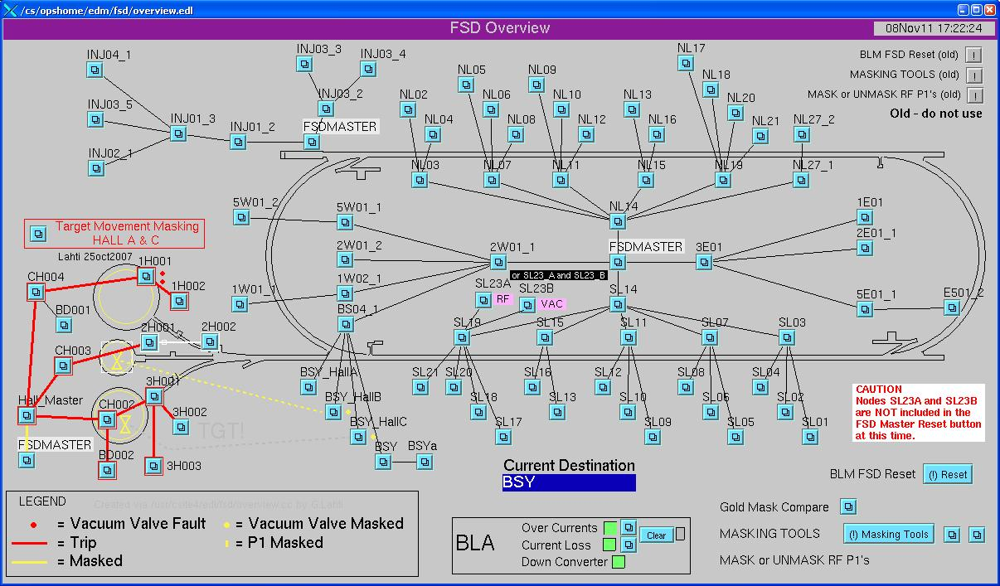 /cs/opshome/edm/fsd/overview.edl
FSD Overview
08Nov11 17:22:24
BLM FSD Reset (old) !
MASKING TOOLS (old) !
MASK or UNMASK RF P1's (old) !
Old - do not use
INJ04_1
INJ03_3
INJ03_4
INJ03_5
INJ03_2
INJ01_3
INJ01_2
FSDMASTER
INJ02_1
NL17
NL05
NL09
NL18
NL02
NL06
NL10
NL13
NL20
NL04
NL08
NL12
NL16
NL21
NL27_2
NL03
NL07
NL11
NL15
NL19
NL27_1
5W01_2
5W01_1
NL14
1E01
Target Movement Masking
HALL A & C
2W01_2
2W01_1
FSDMASTER
3E01
2E01_1
Lahti 25oct2007
1H001
or SL23_A and SL23_B
CH004
1H002
1W01_1
1W02_1
SL23A
RF
SL23B
VAC
SL14
5E01_1
E501_2
BD001
BS04_1
2H001
2H002
SL19
SL15
SL11
SL07
SL03
CH003
BSY_HallA
SL21
SL20
SL16
SL12
SL08
SL04
3H001
Hall_Master
CH002
3H002
BSY_HallB
SL18
SL13
SL10
SL06
SL02
CAUTION
Nodes SL23A and SL23B
are NOT included in the
FSD Master Reset button
at this time.
TGT!
BSY_HallC
SL17
SL09
SL05
SL01
FSDMASTER
BD002
3H003
BSY
BSYa
Current Destination
BSY
BLM FSD Reset (!) Reset
LEGEND
Created via /usr/csite4/edl/fsd/overview.cc by G.Lahti
= Vacuum Valve Fault
= Vacuum Valve Masked
= Trip
= P1 Masked
= Masked
BLA
Over Currents
Current Loss
Down Converter
Clear
Gold Mask Compare
MASKING TOOLS (!) Masking Tools
MASK or UNMASK RF P1's